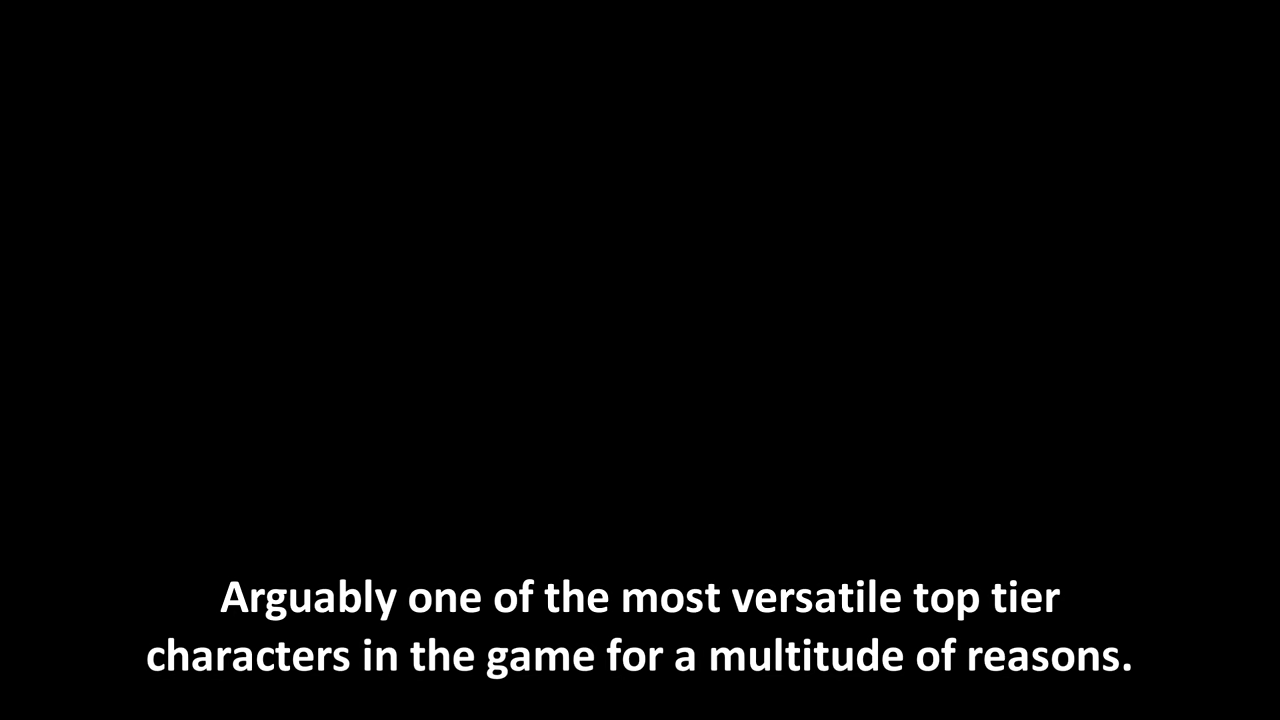 Arguably one of the most versatile top tier
characters in the game for a multitude of reasons.